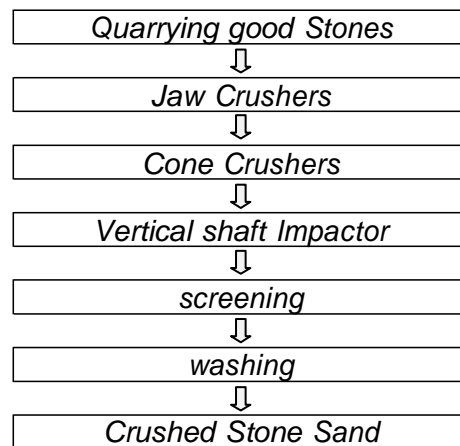 Quarrying good Stones
Jaw Crushers
Cone Crushers
Vertical shaft Impactor
screening
washing
Crushed Stone Sand